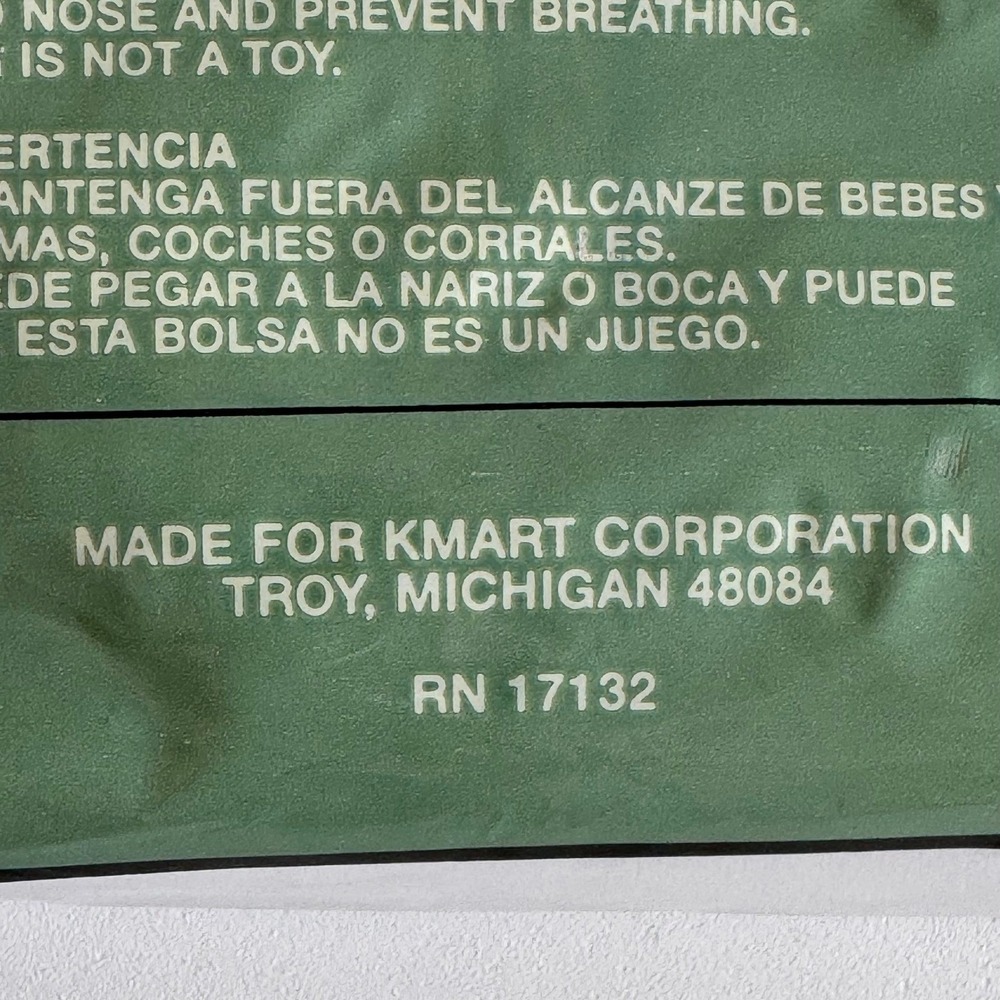 NOSE AND PREVENT BREATHING.
IS NOT A TOY.
ERTENCIA
ANTENGA FUERA DEL ALCANZE DE BEBES
MAS, COCHES O CORRALES.
EDE PEGAR A LA NARIZ O BOCA Y PUEDE
ESTA BOLSA NO ES UN JUEGO.
MADE FOR KMART CORPORATION
TROY, MICHIGAN 48084
RN 17132